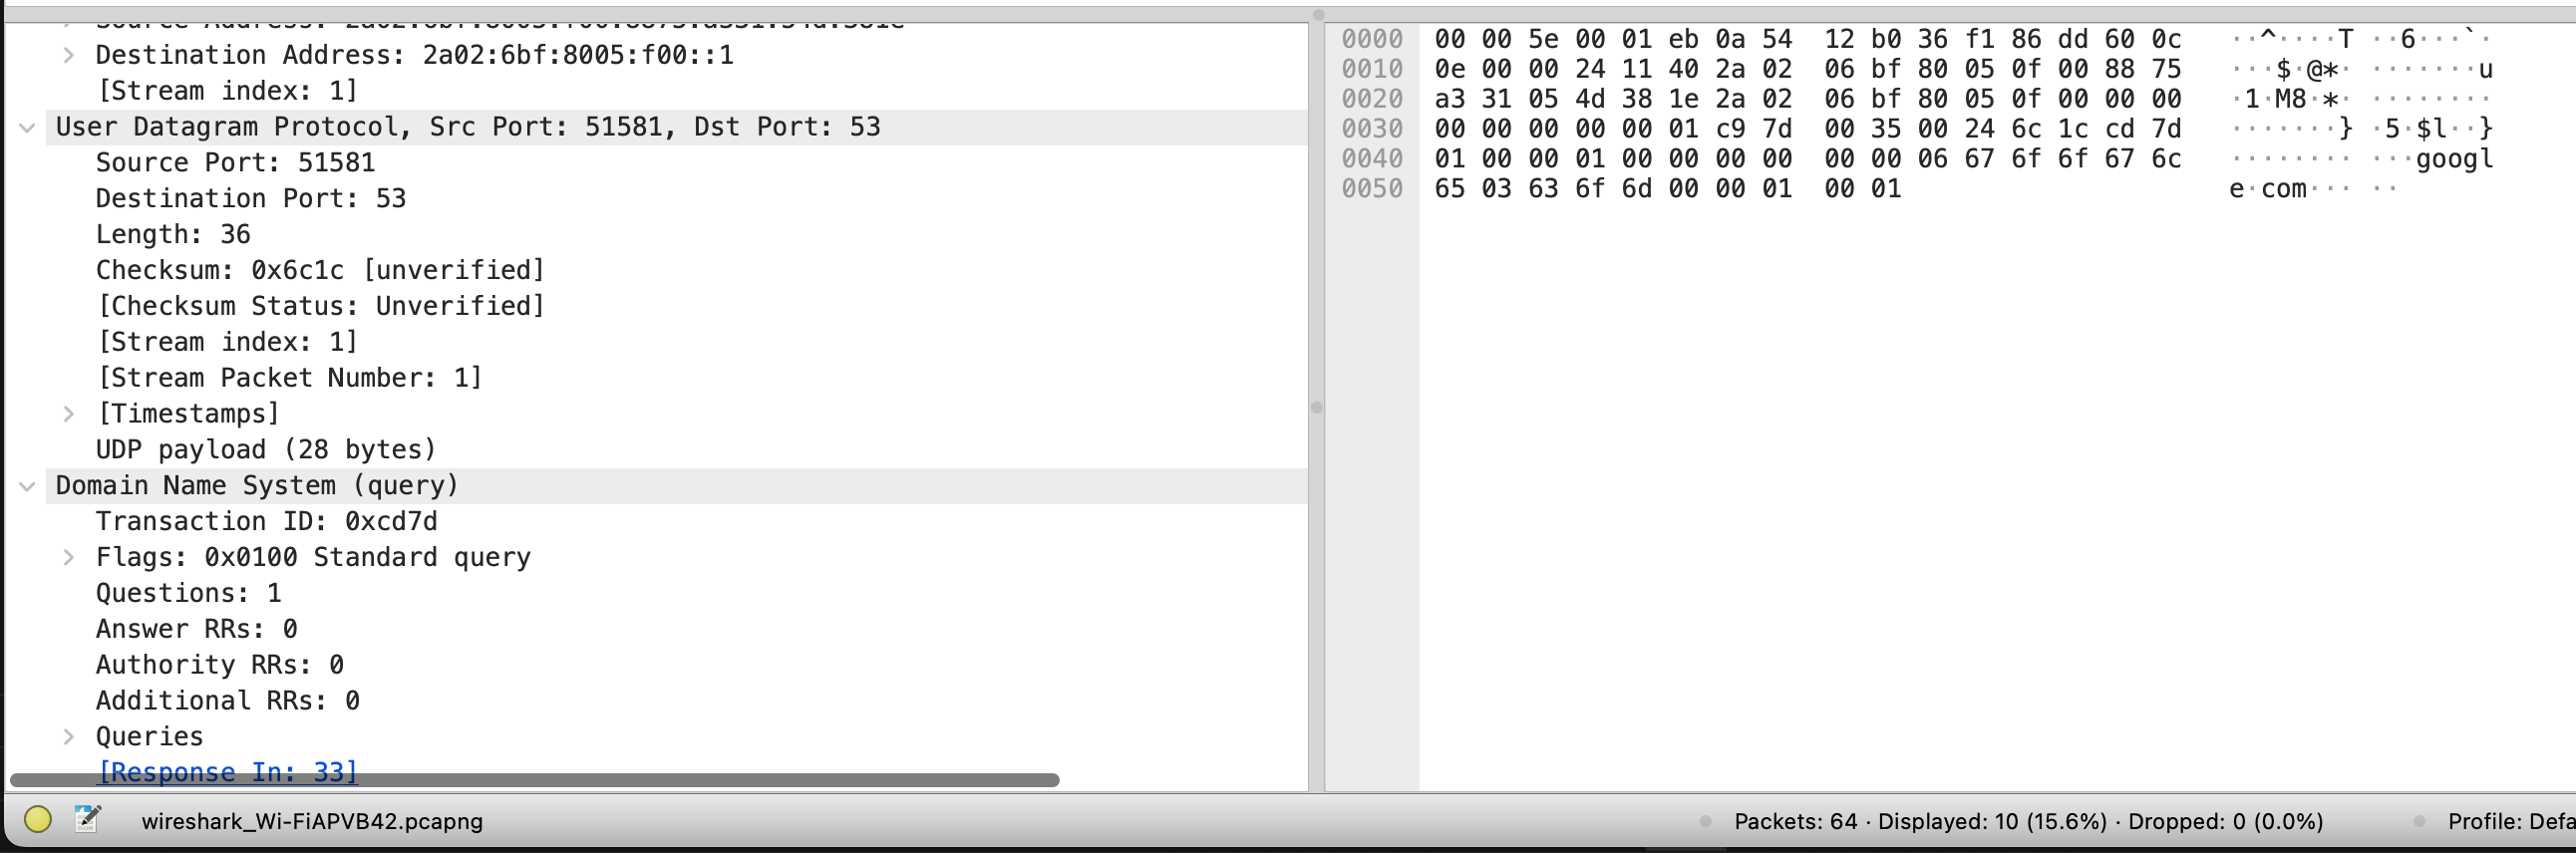 Destination Address: 2a02:6bf:8005:f00::1
[Stream index: 1]
User Datagram Protocol, Src Port: 51581, Dst Port: 53
Source Port: 51581
Destination Port: 53
Length: 36
Checksum: 0x6c1c [unverified]
[Checksum Status: Unverified]
[Stream index: 1]
[Stream Packet Number: 1]
[Timestamps]
UDP payload (28 bytes)
Domain Name System (query)
Transaction ID: 0xcd7d
Flags: 0x0100 Standard query
Questions: 1
Answer RRs: 0
Authority RRs: 0
Additional RRs: 0
Queries
[Response In: 33]
0000 00 00 5e 00 01 eb 0a 54 12 b0 36 f1 86 dd 60 0c ··^····T ··6···`·
0010 0e 00 00 24 11 40 2a 02 06 bf 80 05 0f 00 88 75 ···$·@*· ·······u
0020 a3 31 05 4d 38 1e 2a 02 06 bf 80 05 0f 00 00 00 ·1·M8·*· ········
0030 00 00 00 00 00 01 c9 7d 00 35 00 24 6c 1c cd 7d ·······} ·5·$l··}
0040 01 00 00 01 00 00 00 00 00 00 06 67 6f 6f 67 6c ········ ···googl
0050 65 03 63 6f 6d 00 00 01 00 01 e·com··· ··
wireshark_Wi-FiAPVB42.pcapng
Packets: 64 · Displayed: 10 (15.6%) · Dropped: 0 (0.0%)
Profile: Defa